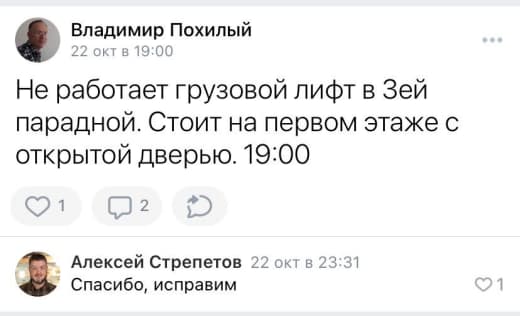 Владимир Похилый
22 окт в 19:00
Не работает грузовой лифт в 3ей
парадной. Стоит на первом этаже с
открытой дверью. 19:00
1 2
Алексей Стрепетов 22 окт в 23:31
Спасибо, исправим 1